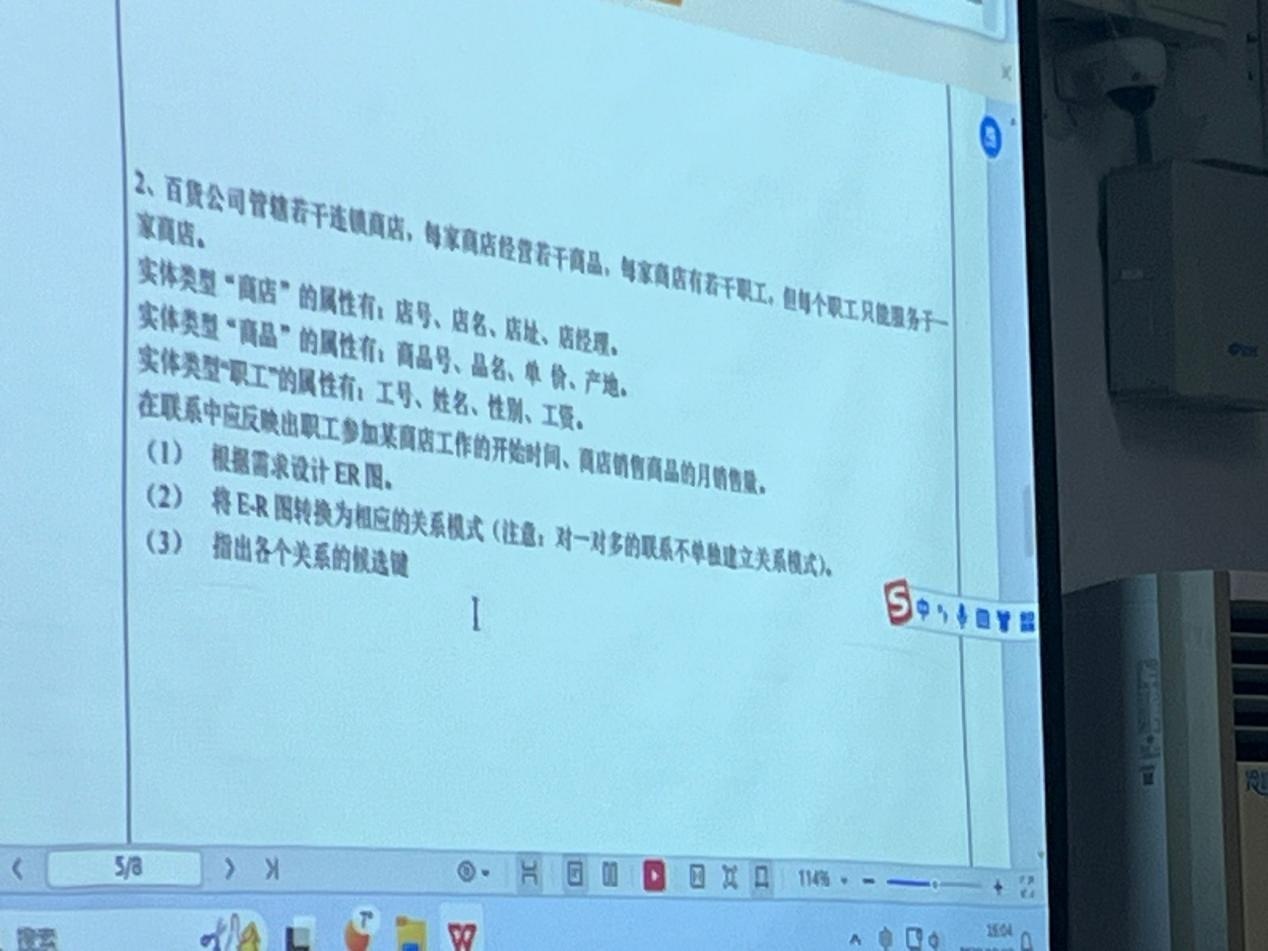 2、百货公司管辖若干连锁商店，每家商店经营若干商品，每家商店有若干职工，但每个职工只能服务于一
家商店。
实体类型“商店”的属性有：店号、店名、店址、店经理。
实体类型“商品”的属性有：商品号、品名、单 价、产地。
实体类型“职工”的属性有：工号、姓名、性别、工资。
在联系中应反映出职工参加某商店工作的开始时间、商店销售商品的月销售量。
（1） 根据需求设计 ER 图。
（2） 将 E-R 图转换为相应的关系模式（注意：对一对多的联系不单独建立关系模式）。
（3） 指出各个关系的候选键
S 中
5/8
114%
搜索
7°
W
中
15:04